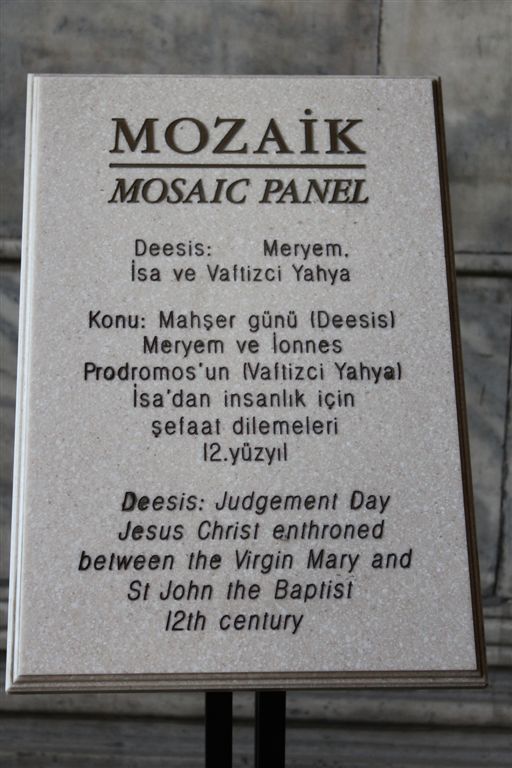 MOZAİK
MOSAIC PANEL
Deesis: Meryem,
İsa ve Vaftizci Yahya
Konu: Mahşer günü (Deesis)
Meryem ve İonnes
Prodromos'un (Vaftizci Yahya)
İsa'dan insanlık için
şefaat dilemeleri
12.yüzyıl
Deesis: Judgement Day
Jesus Christ enthroned
between the Virgin Mary and
St John the Baptist
12th century